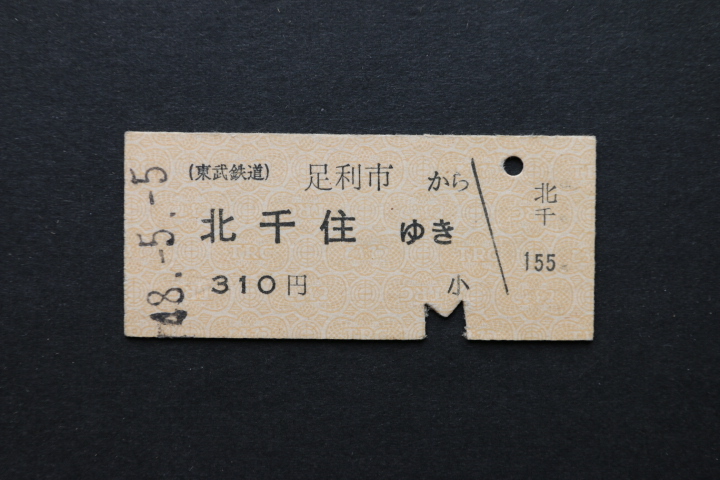 (東武鉄道) 足利市 から
北千住 ゆき
310円 小
北千
155
48.-5.-5